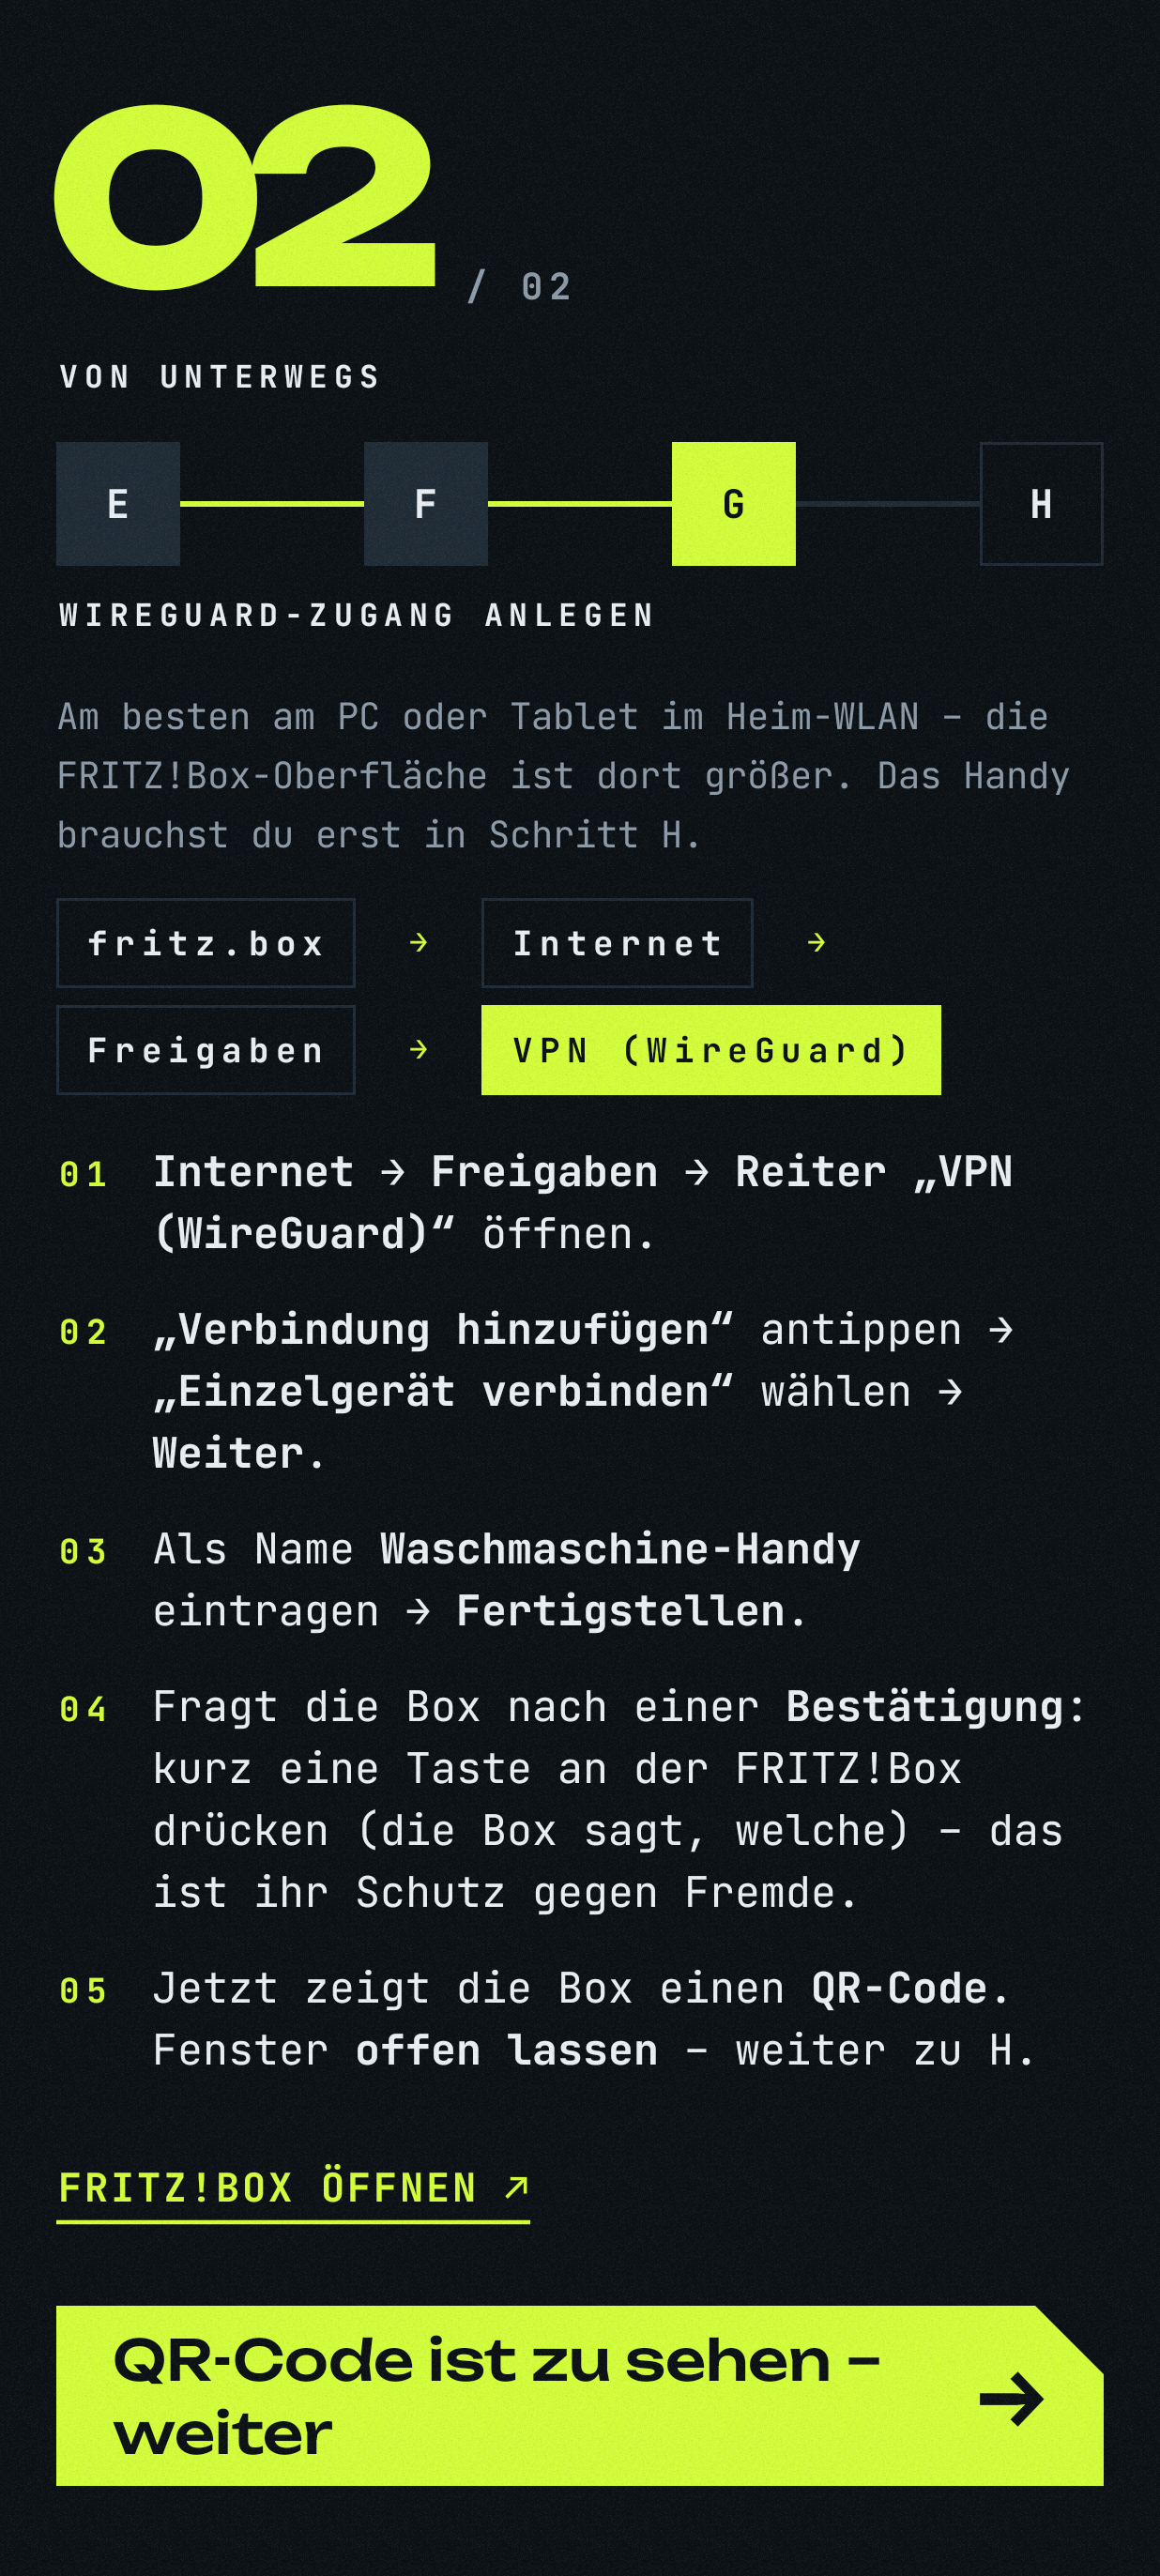 02 / 02
VON UNTERWEGS
E F G H
WIREGUARD-ZUGANG ANLEGEN
Am besten am PC oder Tablet im Heim-WLAN – die
FRITZ!Box-Oberfläche ist dort größer. Das Handy
brauchst du erst in Schritt H.
fritz.box → Internet →
Freigaben → VPN (WireGuard)
01 Internet → Freigaben → Reiter „VPN
(WireGuard)“ öffnen.
02 „Verbindung hinzufügen“ antippen →
„Einzelgerät verbinden“ wählen →
Weiter.
03 Als Name Waschmaschine-Handy
eintragen → Fertigstellen.
04 Fragt die Box nach einer Bestätigung:
kurz eine Taste an der FRITZ!Box
drücken (die Box sagt, welche) – das
ist ihr Schutz gegen Fremde.
05 Jetzt zeigt die Box einen QR-Code.
Fenster offen lassen – weiter zu H.
FRITZ!BOX ÖFFNEN ↗
QR-Code ist zu sehen – →
weiter